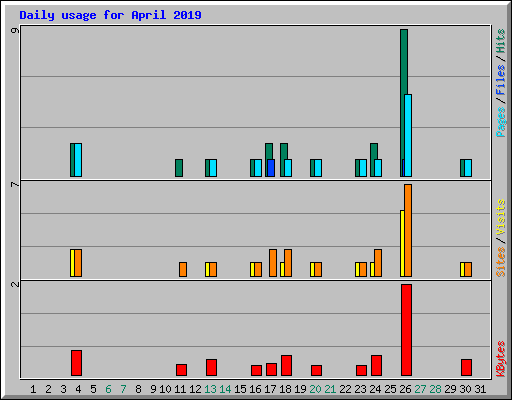 Daily usage for April 2019
9
Pages / Files / Hits
7
Sites / Visits
2
KBytes
1 2 3 4 5 6 7 8 9 10 11 12 13 14 15 16 17 18 19 20 21 22 23 24 25 26 27 28 29 30 31